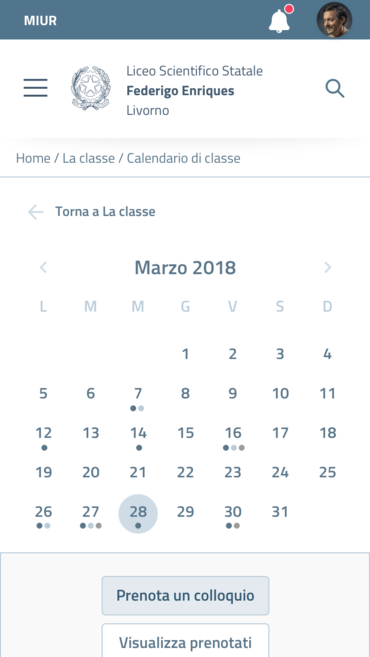 MIUR
Liceo Scientifico Statale
Federigo Enriques
Livorno
Home / La classe / Calendario di classe
Torna a La classe
Marzo 2018
L M M G V S D
1 2 3 4
5 6 7 8 9 10 11
12 13 14 15 16 17 18
19 20 21 22 23 24 25
26 27 28 29 30 31
Prenota un colloquio
Visualizza prenotati